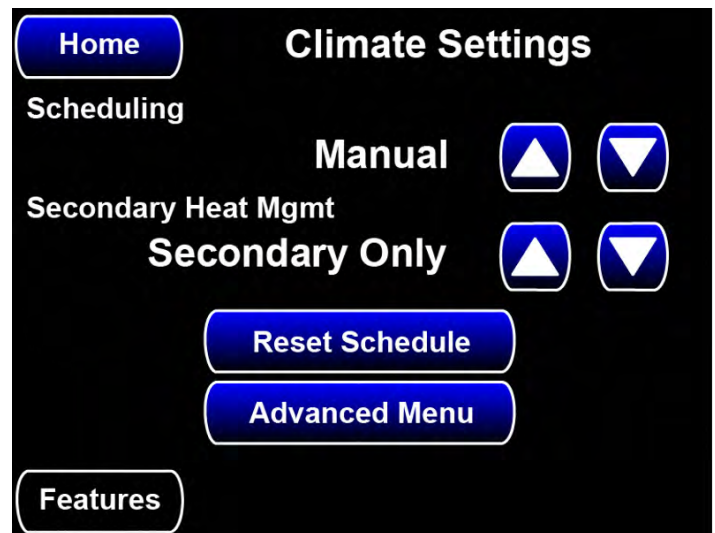 Home
Climate Settings
Scheduling
Manual
Secondary Heat Mgmt
Secondary Only
Reset Schedule
Advanced Menu
Features